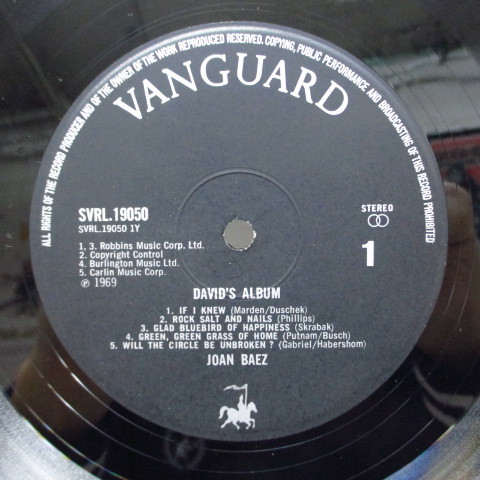 ALL RIGHTS OF THE RECORD PRODUCER AND OF THE OWNER OF THE WORK REPRODUCED RESERVED. COPYING, PUBLIC PERFORMANCE AND BROADCASTING OF THIS RECORD PROHIBITED
VANGUARD
SVRL.19050
SVRL.19050 1Y
STEREO
1
1, 3. Robbins Music Corp. Ltd.
2. Copyright Control
4. Burlington Music Ltd.
5. Carlin Music Corp.
℗ 1969
DAVID'S ALBUM
1. IF I KNEW (Marden/Duschek)
2. ROCK SALT AND NAILS (Phillips)
3. GLAD BLUEBIRD OF HAPPINESS (Skrabak)
4. GREEN, GREEN GRASS OF HOME (Putnam/Busch)
5. WILL THE CIRCLE BE UNBROKEN ? (Gabriel/Habershom)
JOAN BAEZ